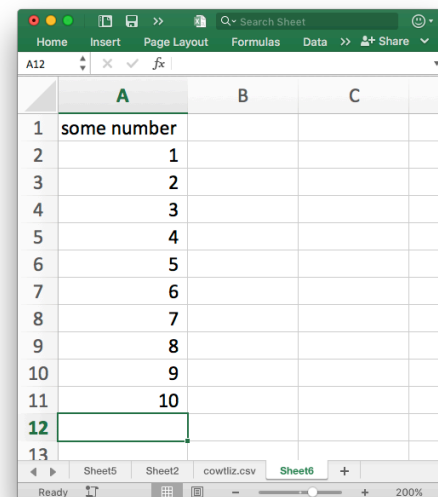 Search Sheet
Home Insert Page Layout Formulas Data >> Share
A12 fx
A B C
1 some number
2 1
3 2
4 3
5 4
6 5
7 6
8 7
9 8
10 9
11 10
12
13
Sheet5 Sheet2 cowtliz.csv Sheet6 +
Ready - + 200%